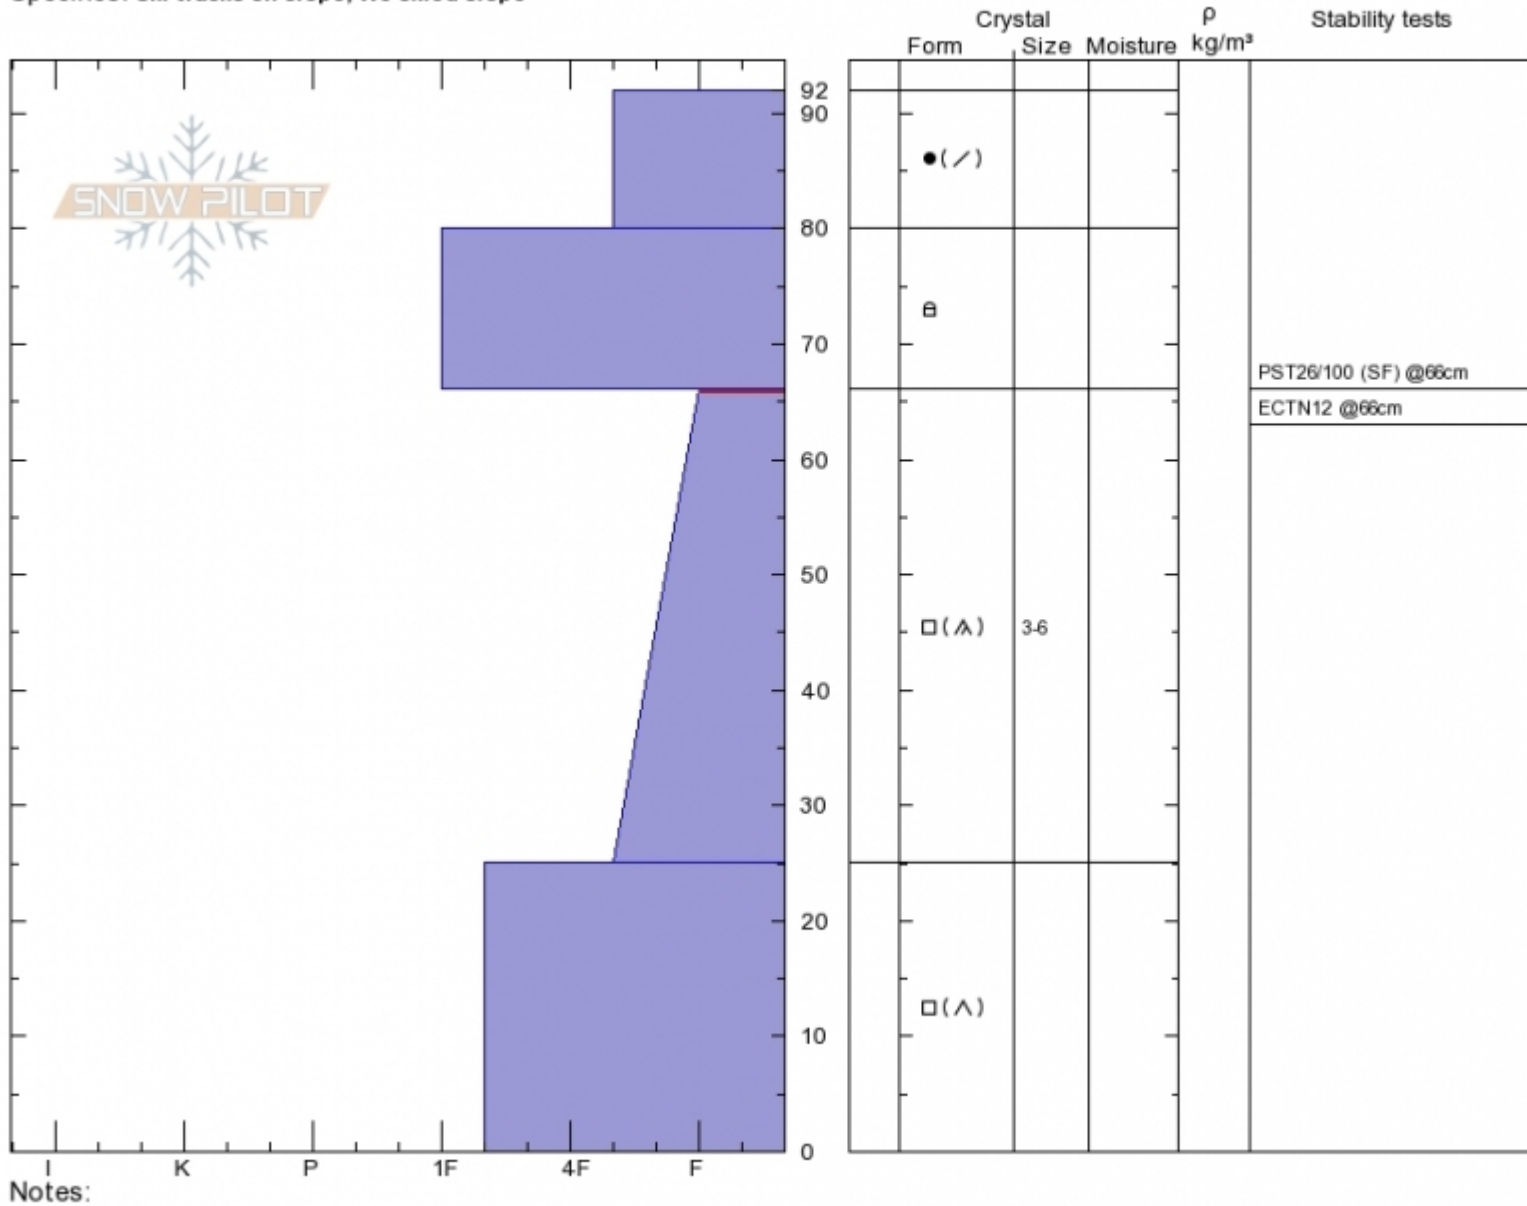 Crystal ρ Stability tests
Form Size Moisture kg/m³
SNOW PILOT
92
90
80
70
PST26/100 (SF) @66cm
ECTN12 @66cm
60
50
3-6
40
30
20
10
0
I K P 1F 4F F
Notes: